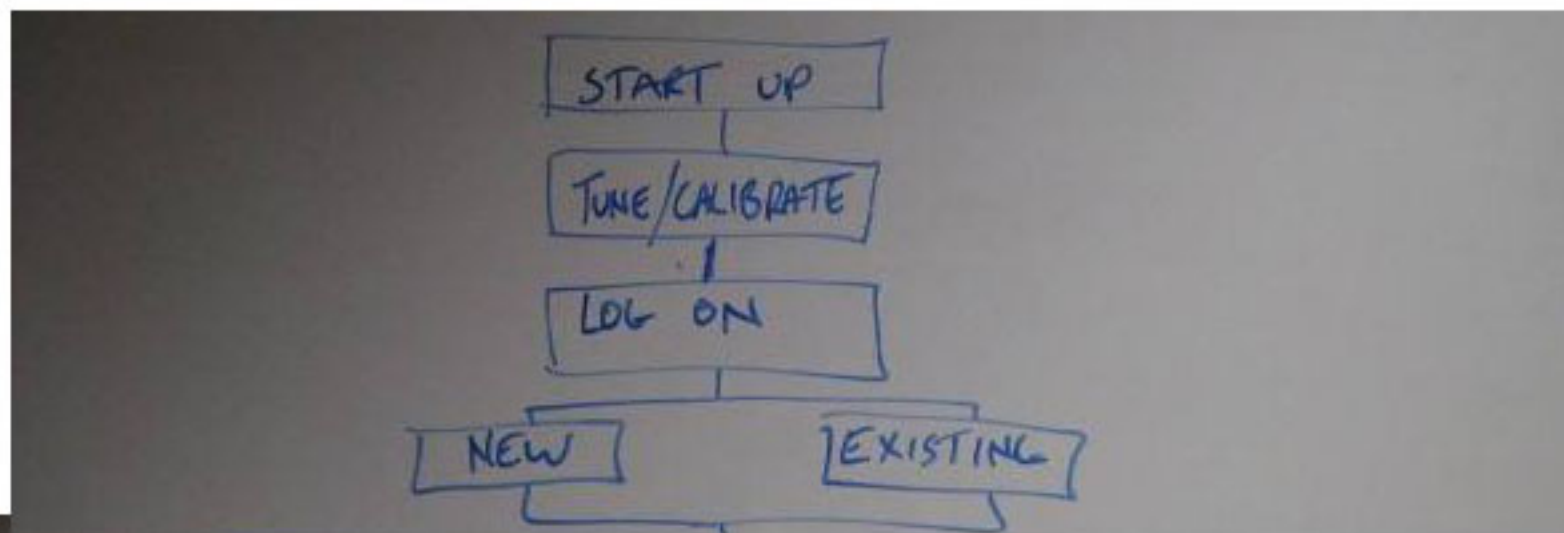 START UP
TUNE/CALIBRATE
LOG ON
NEW
EXISTING